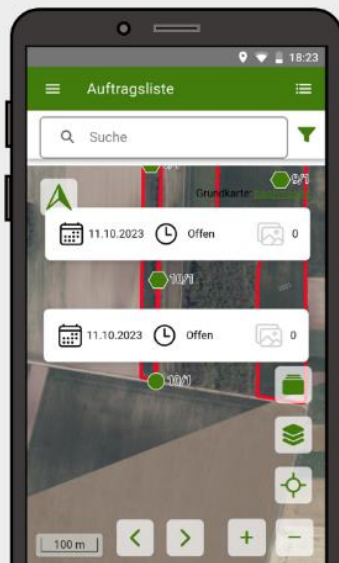 18:23
Auftragsliste
Suche
9/1
Grundkarte:
11.10.2023 Offen 0
10/1
11.10.2023 Offen 0
10/1
100 m